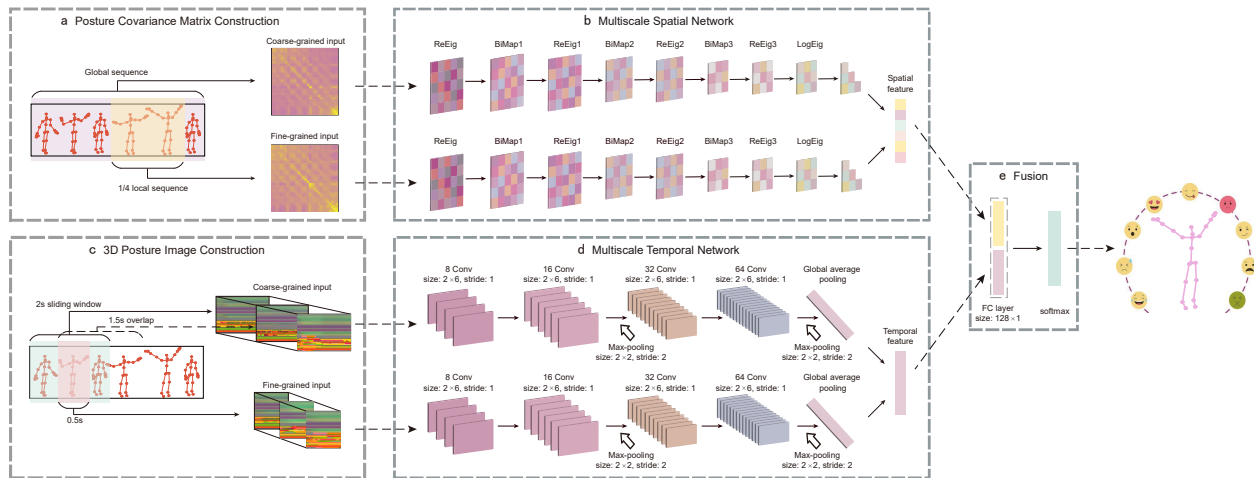 a Posture Covariance Matrix Construction
Coarse-grained input
Global sequence
Fine-grained input
1/4 local sequence
b Multiscale Spatial Network
ReEig BiMap1 ReEig1 BiMap2 ReEig2 BiMap3 ReEig3 LogEig
Spatial
feature
ReEig BiMap1 ReEig1 BiMap2 ReEig2 BiMap3 ReEig3 LogEig
c 3D Posture Image Construction
Coarse-grained input
2s sliding window
1.5s overlap
Fine-grained input
0.5s
d Multiscale Temporal Network
8 Conv 16 Conv 32 Conv 64 Conv Global average
size: 2×6, stride: 1 size: 2×6, stride: 1 size: 2×6, stride: 1 size: 2×6, stride: 1 pooling
Max-pooling Max-pooling
size: 2×2, stride: 2 size: 2×2, stride: 2
Temporal
feature
8 Conv 16 Conv 32 Conv 64 Conv Global average
size: 2×6, stride: 1 size: 2×6, stride: 1 size: 2×6, stride: 1 size: 2×6, stride: 1 pooling
Max-pooling Max-pooling
size: 2×2, stride: 2 size: 2×2, stride: 2
e Fusion
FC layer
size: 128×1
softmax